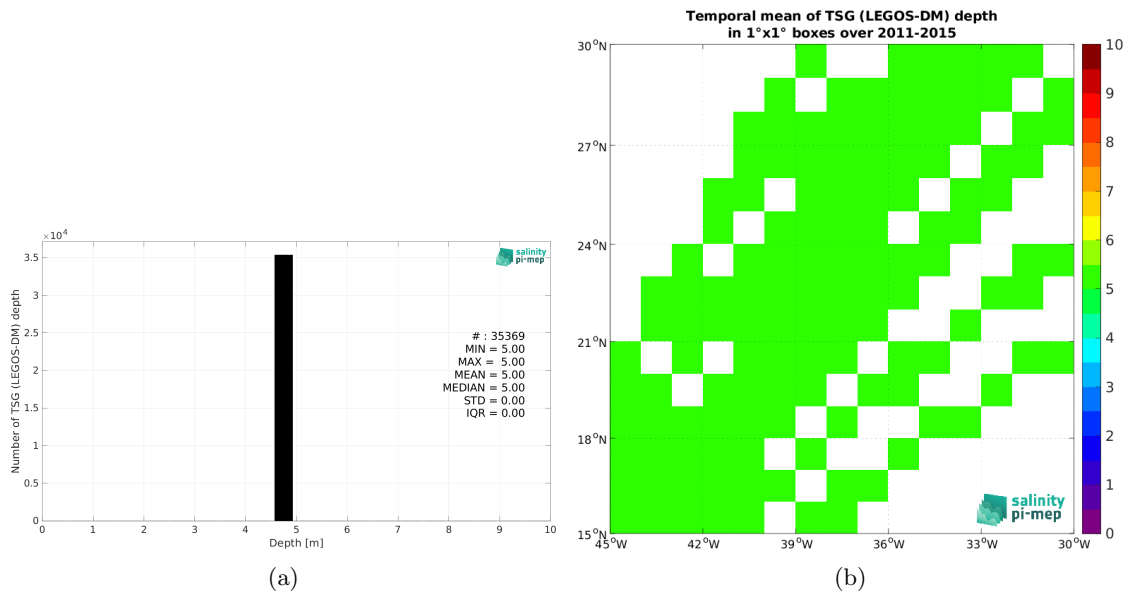 ×10⁴
3.5
3
2.5
2
1.5
1
0.5
0
Number of TSG (LEGOS-DM) depth
salinity
pi-mep
# : 35369
MIN = 5.00
MAX = 5.00
MEAN = 5.00
MEDIAN = 5.00
STD = 0.00
IQR = 0.00
0 1 2 3 4 5 6 7 8 9 10
Depth [m]
(a)
Temporal mean of TSG (LEGOS-DM) depth
in 1°x1° boxes over 2011-2015
30°N
27°N
24°N
21°N
18°N
15°N
45°W 42°W 39°W 36°W 33°W 30°W
salinity
pi-mep
10
9
8
7
6
5
4
3
2
1
0
(b)